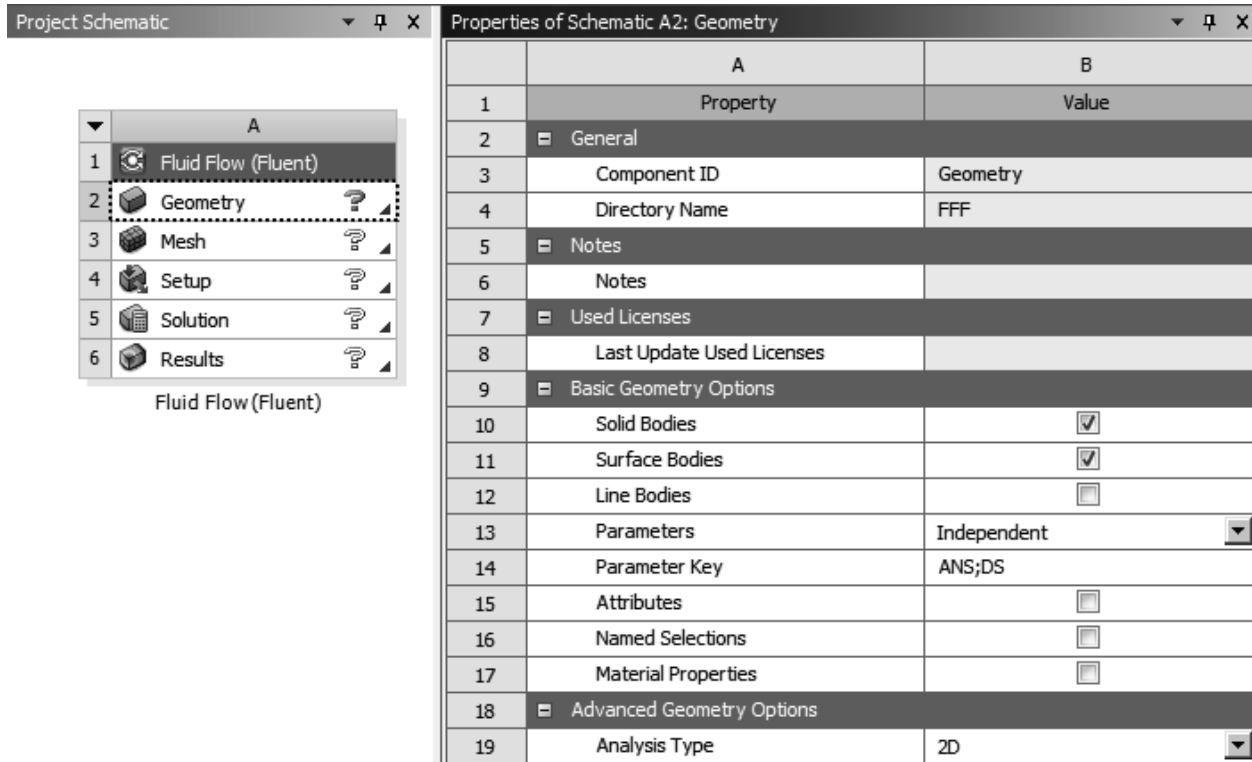 Project Schematic
A
1 Fluid Flow (Fluent)
2 Geometry ?
3 Mesh ?
4 Setup ?
5 Solution ?
6 Results ?
Fluid Flow (Fluent)
Properties of Schematic A2: Geometry
A B
1 Property Value
2 General
3 Component ID Geometry
4 Directory Name FFF
5 Notes
6 Notes
7 Used Licenses
8 Last Update Used Licenses
9 Basic Geometry Options
10 Solid Bodies
11 Surface Bodies
12 Line Bodies
13 Parameters Independent
14 Parameter Key ANS;DS
15 Attributes
16 Named Selections
17 Material Properties
18 Advanced Geometry Options
19 Analysis Type 2D